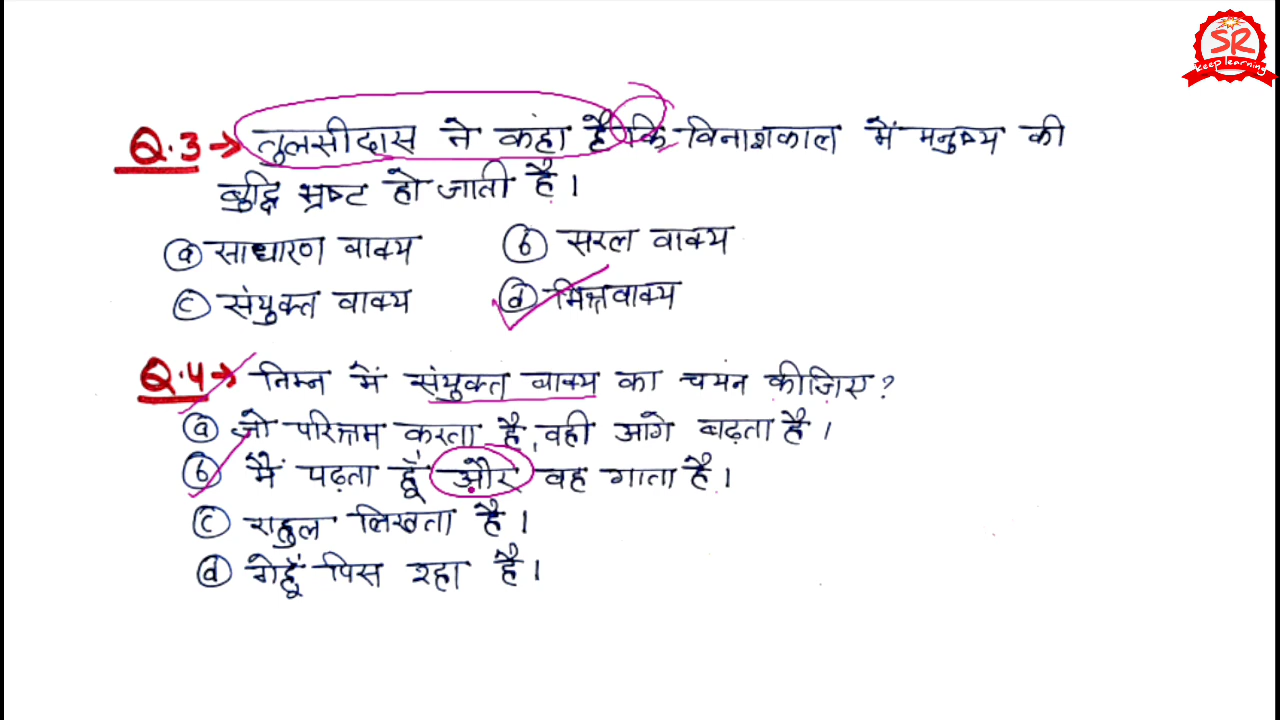 SR
keep learning
Q.3→ तुलसीदास ने कहा है कि विनाशकाल में मनुष्य की
बुद्धि भ्रष्ट हो जाती है।
(a) साधारण वाक्य (b) सरल वाक्य
(c) संयुक्त वाक्य (d) मिश्रवाक्य
Q.4→ निम्न में संयुक्त वाक्य का चयन कीजिए?
(a) जो परिश्रम करता है, वही आगे बढ़ता है।
(b) मैं पढ़ता हूँ और वह गाता है।
(c) राहुल लिखता है।
(d) गेहूँ पिस रहा है।